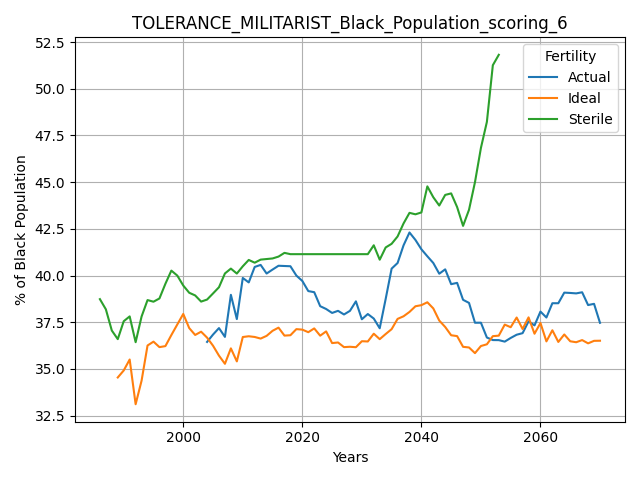 TOLERANCE_MILITARIST_Black_Population_scoring_6
52.5
50.0
47.5
45.0
42.5
40.0
37.5
35.0
32.5
% of Black Population
Fertility
Actual
Ideal
Sterile
2000
2020
2040
2060
Years